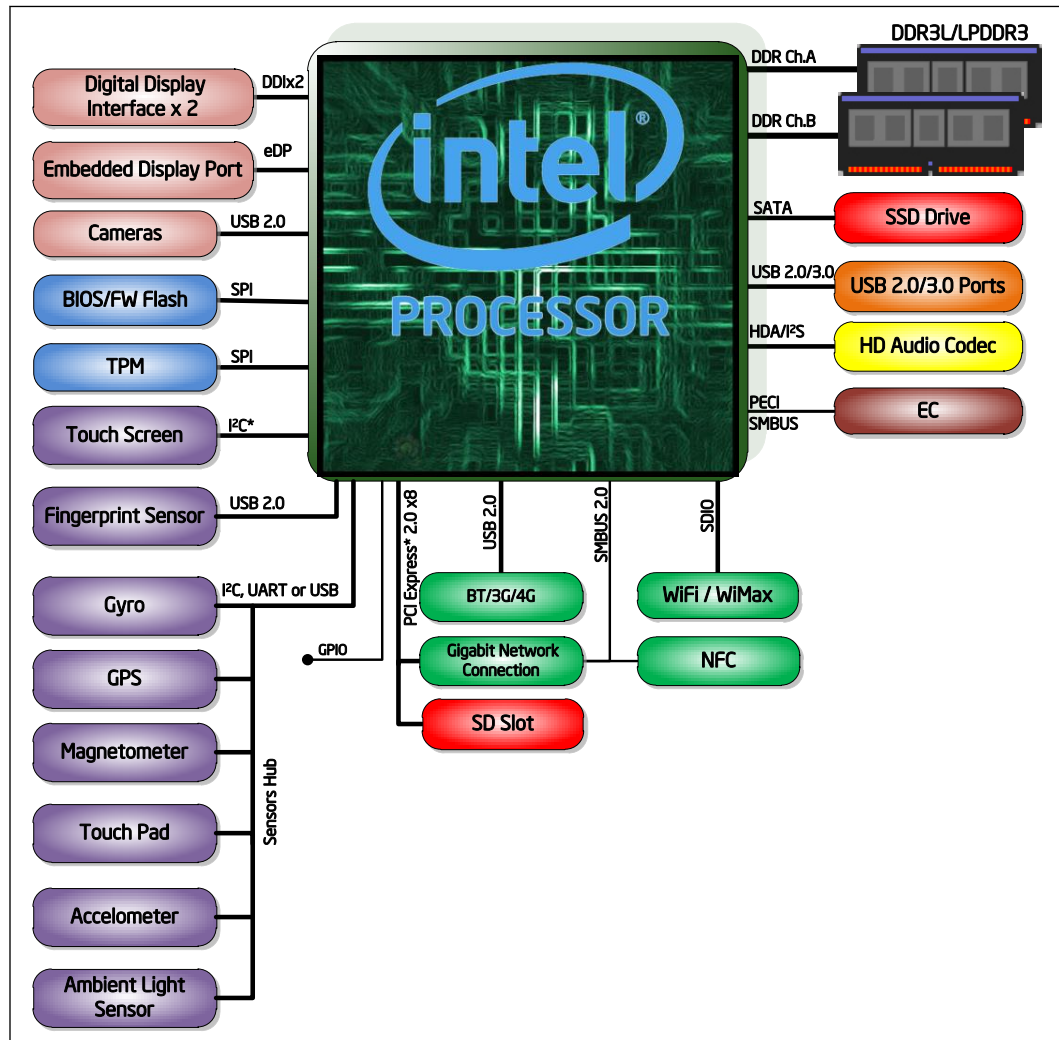 DDR3L/LPDDR3
DDR Ch.A
DDR Ch.B
Digital Display
Interface x 2
DDIx2
Embedded Display Port
eDP
Cameras
USB 2.0
BIOS/FW Flash
SPI
TPM
SPI
Touch Screen
I²C*
Fingerprint Sensor
USB 2.0
intel®
PROCESSOR
SATA
SSD Drive
USB 2.0/3.0
USB 2.0/3.0 Ports
HDA/I²S
HD Audio Codec
PECI
SMBUS
EC
Gyro
I²C, UART or USB
GPS
Magnetometer
Touch Pad
Accelometer
Ambient Light
Sensor
Sensors Hub
GPIO
PCI Express* 2.0 x8
USB 2.0
SMBUS 2.0
SDIO
BT/3G/4G
WiFi / WiMax
Gigabit Network
Connection
NFC
SD Slot